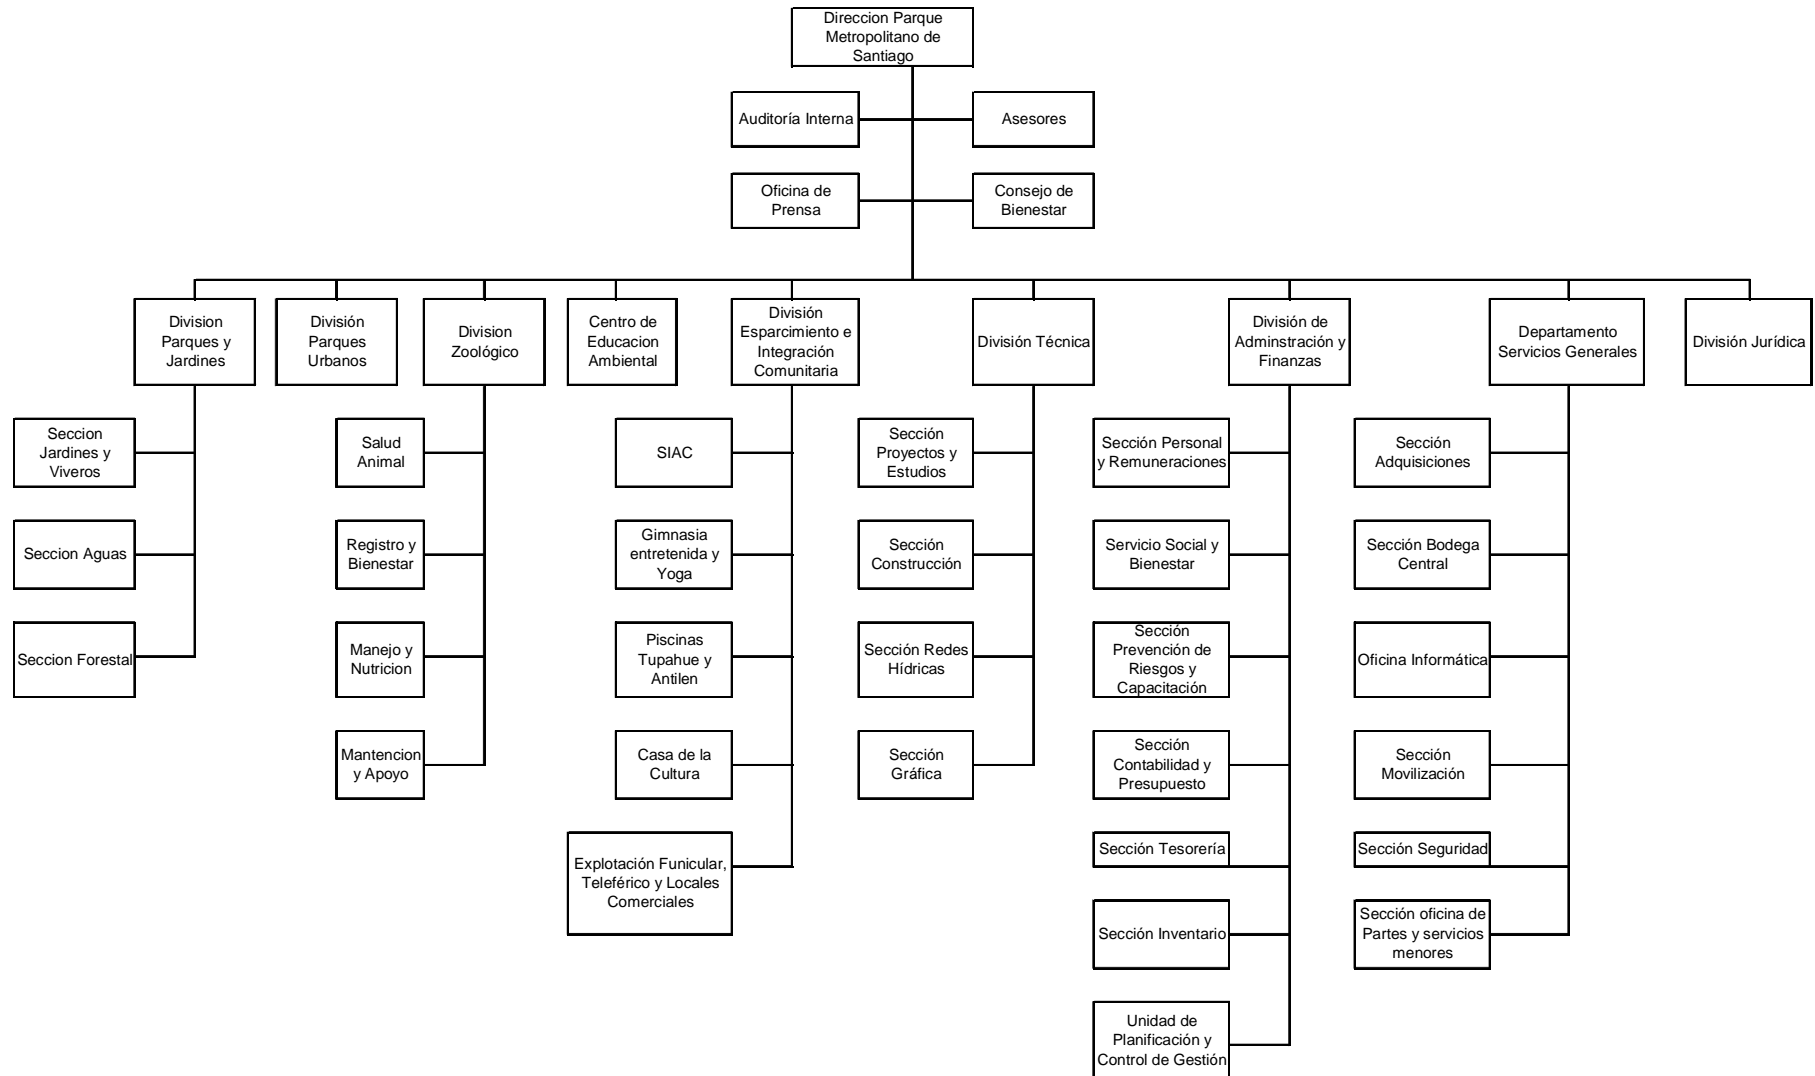 Direccion Parque
Metropolitano de
Santiago
Auditoría Interna
Asesores
Oficina de
Prensa
Consejo de
Bienestar
Division
Parques y
Jardines
División
Parques
Urbanos
Division
Zoológico
Centro de
Educacion
Ambiental
División
Esparcimiento e
Integración
Comunitaria
División Técnica
División de
Adminstración y
Finanzas
Departamento
Servicios Generales
División Jurídica
Seccion
Jardines y
Viveros
Seccion Aguas
Seccion Forestal
Salud
Animal
Registro y
Bienestar
Manejo y
Nutricion
Mantencion
y Apoyo
SIAC
Gimnasia
entretenida y
Yoga
Piscinas
Tupahue y
Antilen
Casa de la
Cultura
Explotación Funicular,
Teleférico y Locales
Comerciales
Sección
Proyectos y
Estudios
Sección
Construcción
Sección Redes
Hídricas
Sección
Gráfica
Sección Personal
y Remuneraciones
Servicio Social y
Bienestar
Sección
Prevención de
Riesgos y
Capacitación
Sección
Contabilidad y
Presupuesto
Sección Tesorería
Sección Inventario
Unidad de
Planificación y
Control de Gestión
Sección
Adquisiciones
Sección Bodega
Central
Oficina Informática
Sección
Movilización
Sección Seguridad
Sección oficina de
Partes y servicios
menores